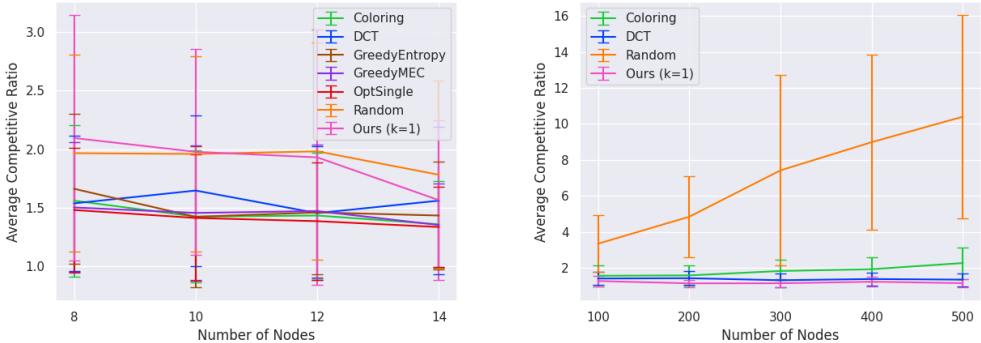 3.0
2.5
2.0
1.5
1.0
Average Competitive Ratio
8
10
12
14
Number of Nodes
Coloring
DCT
GreedyEntropy
GreedyMEC
OptSingle
Random
Ours (k=1)
16
14
12
10
8
6
4
2
Average Competitive Ratio
100
200
300
400
500
Number of Nodes
Coloring
DCT
Random
Ours (k=1)